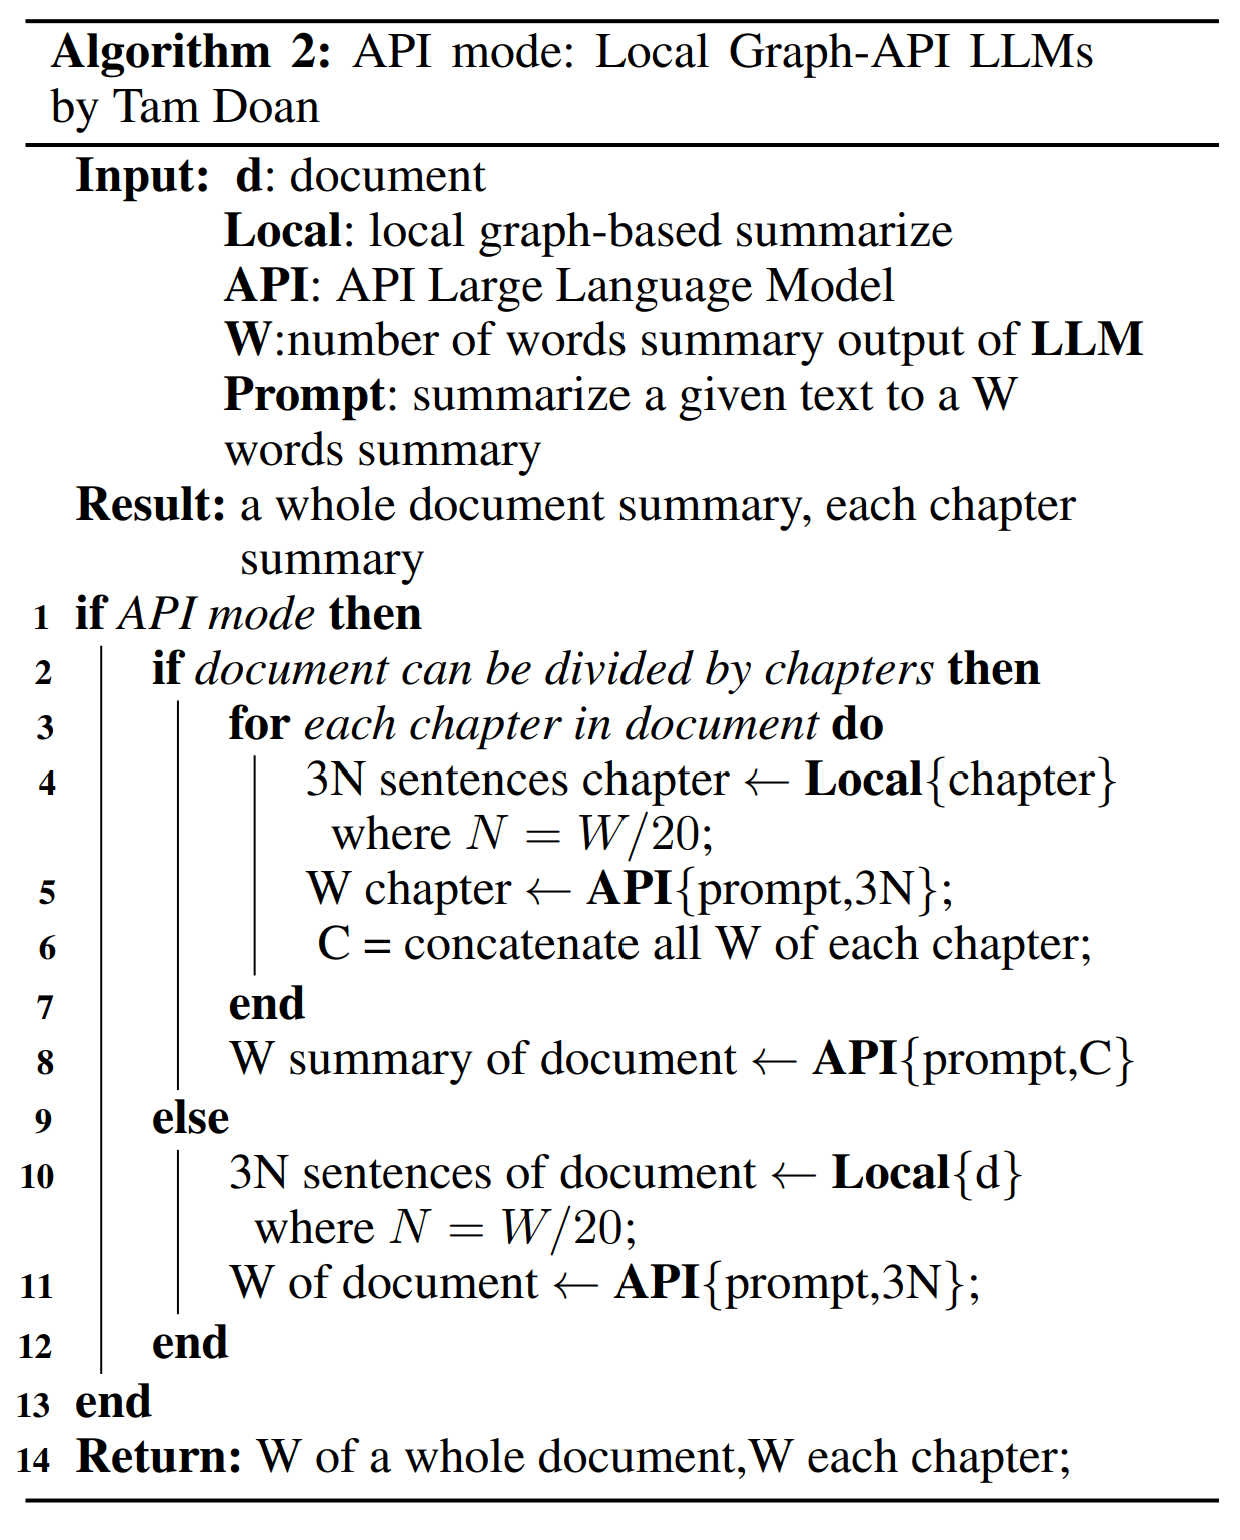 Algorithm 2: API mode: Local Graph-API LLMs
by Tam Doan
Input: d: document
Local: local graph-based summarize
API: API Large Language Model
W:number of words summary output of LLM
Prompt: summarize a given text to a W
words summary
Result: a whole document summary, each chapter
summary
1 if API mode then
2 if document can be divided by chapters then
3 for each chapter in document do
4 3N sentences chapter ← Local{chapter}
where N = W/20;
5 W chapter ← API{prompt,3N};
6 C = concatenate all W of each chapter;
7 end
8 W summary of document ← API{prompt,C}
9 else
10 3N sentences of document ← Local{d}
where N = W/20;
11 W of document ← API{prompt,3N};
12 end
13 end
14 Return: W of a whole document,W each chapter;